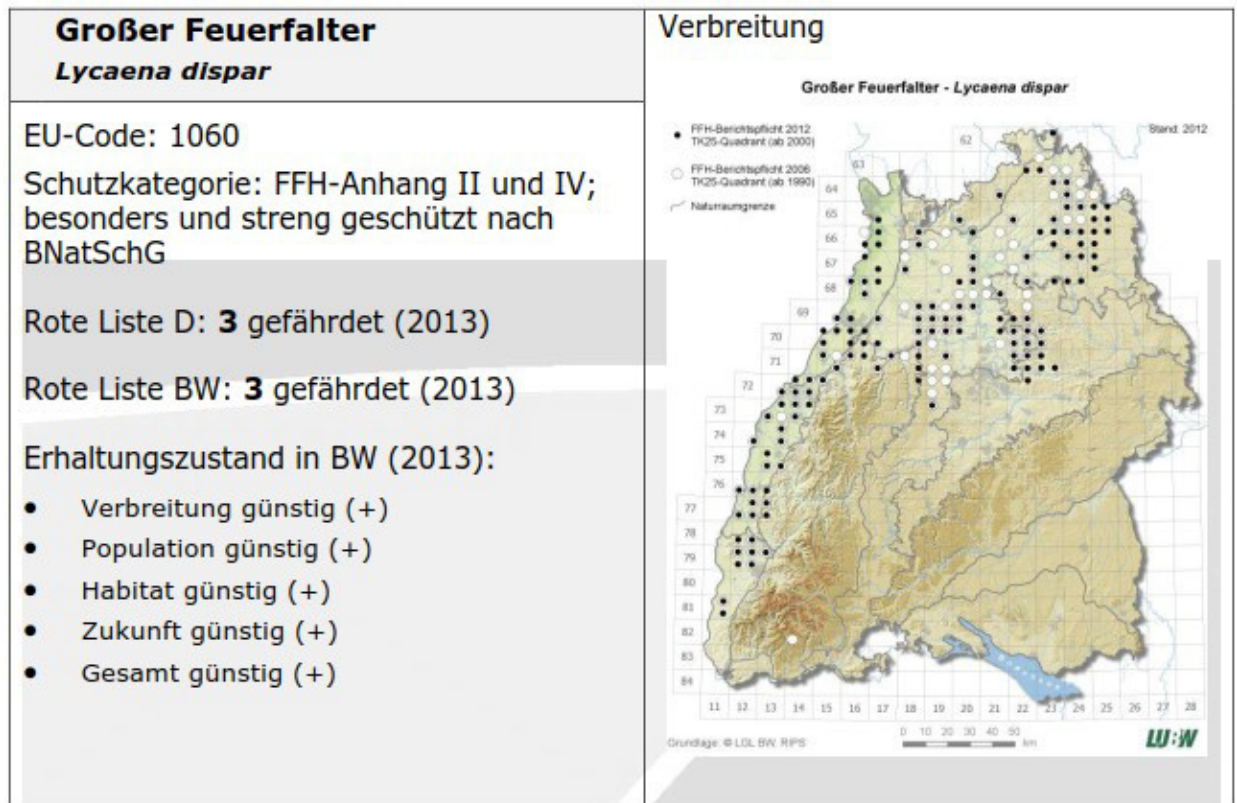 Großer Feuerfalter
Lycaena dispar
EU-Code: 1060
Schutzkategorie: FFH-Anhang II und IV;
besonders und streng geschützt nach
BNatSchG
Rote Liste D: 3 gefährdet (2013)
Rote Liste BW: 3 gefährdet (2013)
Erhaltungszustand in BW (2013):
• Verbreitung günstig (+)
• Population günstig (+)
• Habitat günstig (+)
• Zukunft günstig (+)
• Gesamt günstig (+)
Verbreitung
Großer Feuerfalter - Lycaena dispar
FFH-Berichtspflicht 2012
TK25-Quadrant (ab 2000)
FFH-Berichtspflicht 2006
TK25-Quadrant (ab 1990)
Naturraumgrenze
Stand: 2012
62
63
64
65
66
67
68
69
70
71
72
73
74
75
76
77
78
79
80
81
82
83
84
11 12 13 14 15 16 17 18 19 20 21 22 23 24 25 26 27 28
0 10 20 30 40 50
km
Grundlage: © LGL BW, RIPS
LU:W